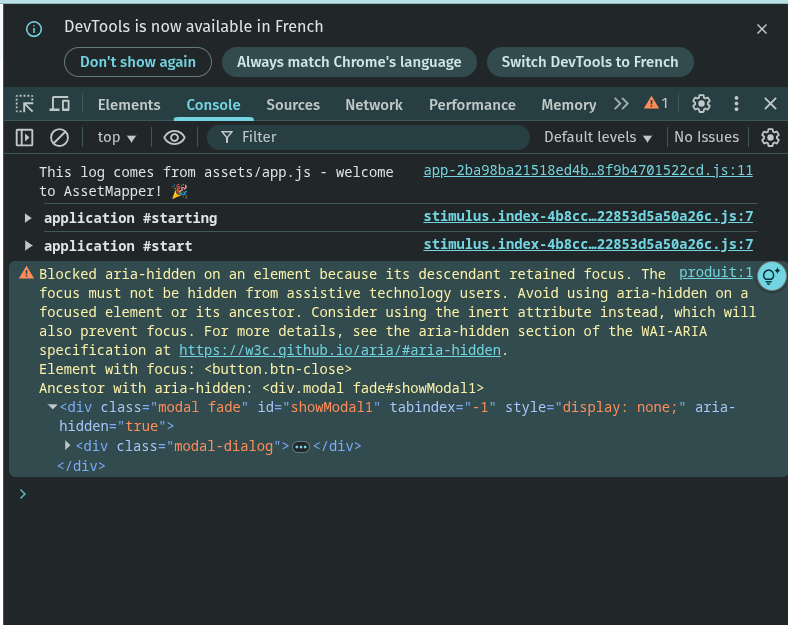 DevTools is now available in French
Don't show again
Always match Chrome's language
Switch DevTools to French
Elements
Console
Sources
Network
Performance
Memory
1
top
Filter
Default levels
No Issues
This log comes from assets/app.js - welcome app-2ba98ba21518ed4b…8f9b4701522cd.js:11
to AssetMapper! 🎉
application #starting stimulus.index-4b8cc…22853d5a50a26c.js:7
application #start stimulus.index-4b8cc…22853d5a50a26c.js:7
Blocked aria-hidden on an element because its descendant retained focus. The produit:1
focus must not be hidden from assistive technology users. Avoid using aria-hidden on a
focused element or its ancestor. Consider using the inert attribute instead, which will
also prevent focus. For more details, see the aria-hidden section of the WAI-ARIA
specification at https://w3c.github.io/aria/#aria-hidden.
Element with focus: <button.btn-close>
Ancestor with aria-hidden: <div.modal fade#showModal1>
<div class="modal fade" id="showModal1" tabindex="-1" style="display: none;" aria-
hidden="true">
<div class="modal-dialog">…</div>
</div>